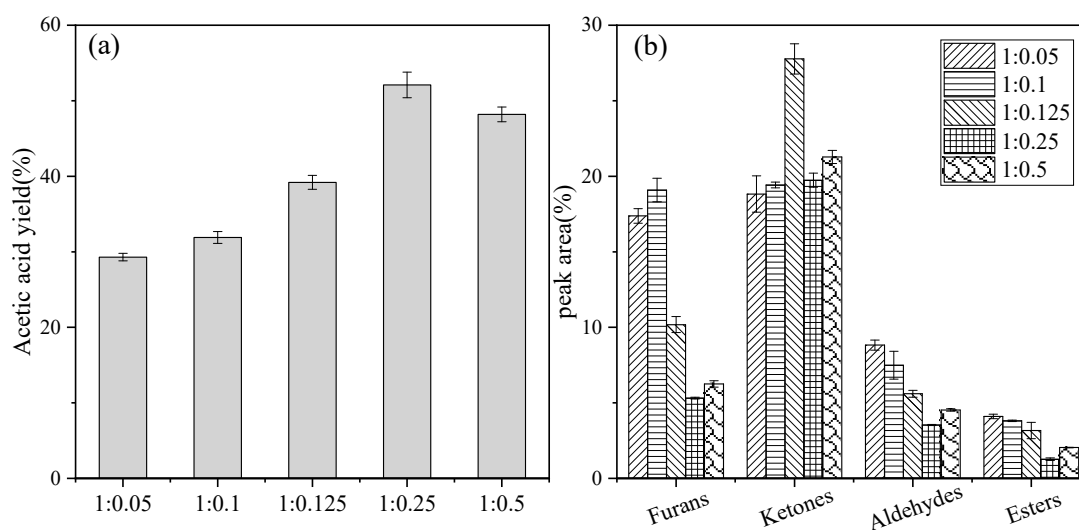 (a)
Acetic acid yield(%)
60
40
20
0
1:0.05
1:0.1
1:0.125
1:0.25
1:0.5
(b)
peak area(%)
30
20
10
0
1:0.05
1:0.1
1:0.125
1:0.25
1:0.5
Furans
Ketones
Aldehydes
Esters